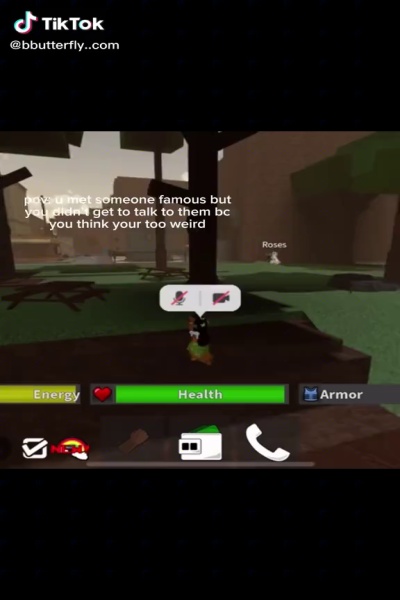 TikTok
@bbutterfly..com
pov: u met someone famous but
you didn't get to talk to them bc
you think your too weird
Roses
Energy
Health
Armor